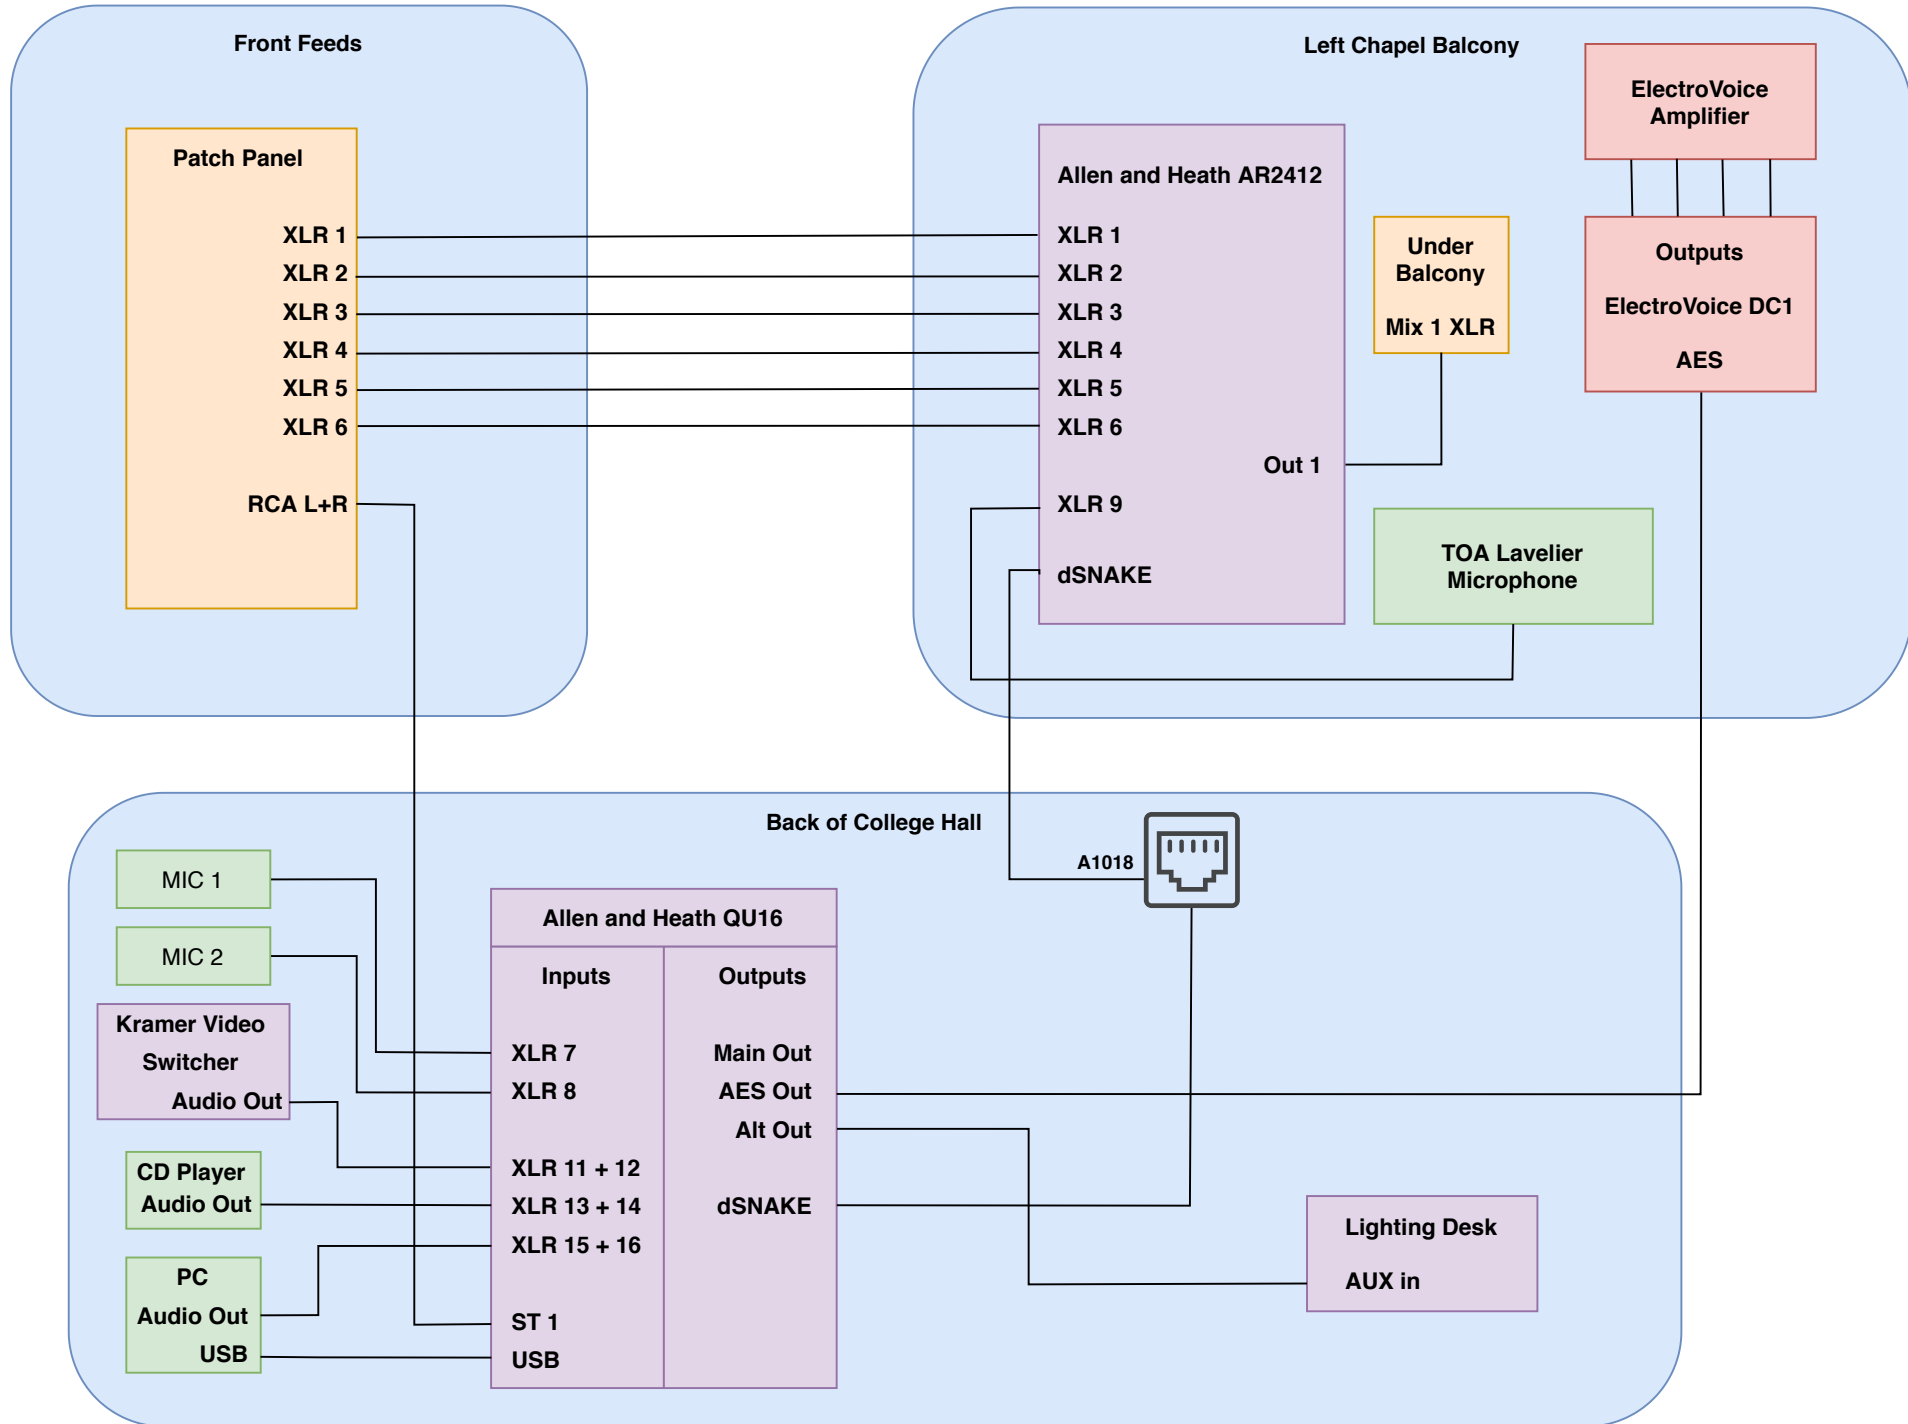 Front Feeds
Patch Panel
XLR 1
XLR 2
XLR 3
XLR 4
XLR 5
XLR 6
RCA L+R
Left Chapel Balcony
Allen and Heath AR2412
XLR 1
XLR 2
XLR 3
XLR 4
XLR 5
XLR 6
Out 1
XLR 9
dSNAKE
Under
Balcony
Mix 1 XLR
ElectroVoice
Amplifier
Outputs
ElectroVoice DC1
AES
TOA Lavelier
Microphone
Back of College Hall
A1018
MIC 1
MIC 2
Kramer Video
Switcher
Audio Out
CD Player
Audio Out
PC
Audio Out
USB
Allen and Heath QU16
Inputs
XLR 7
XLR 8
XLR 11 + 12
XLR 13 + 14
XLR 15 + 16
ST 1
USB
Outputs
Main Out
AES Out
Alt Out
dSNAKE
Lighting Desk
AUX in